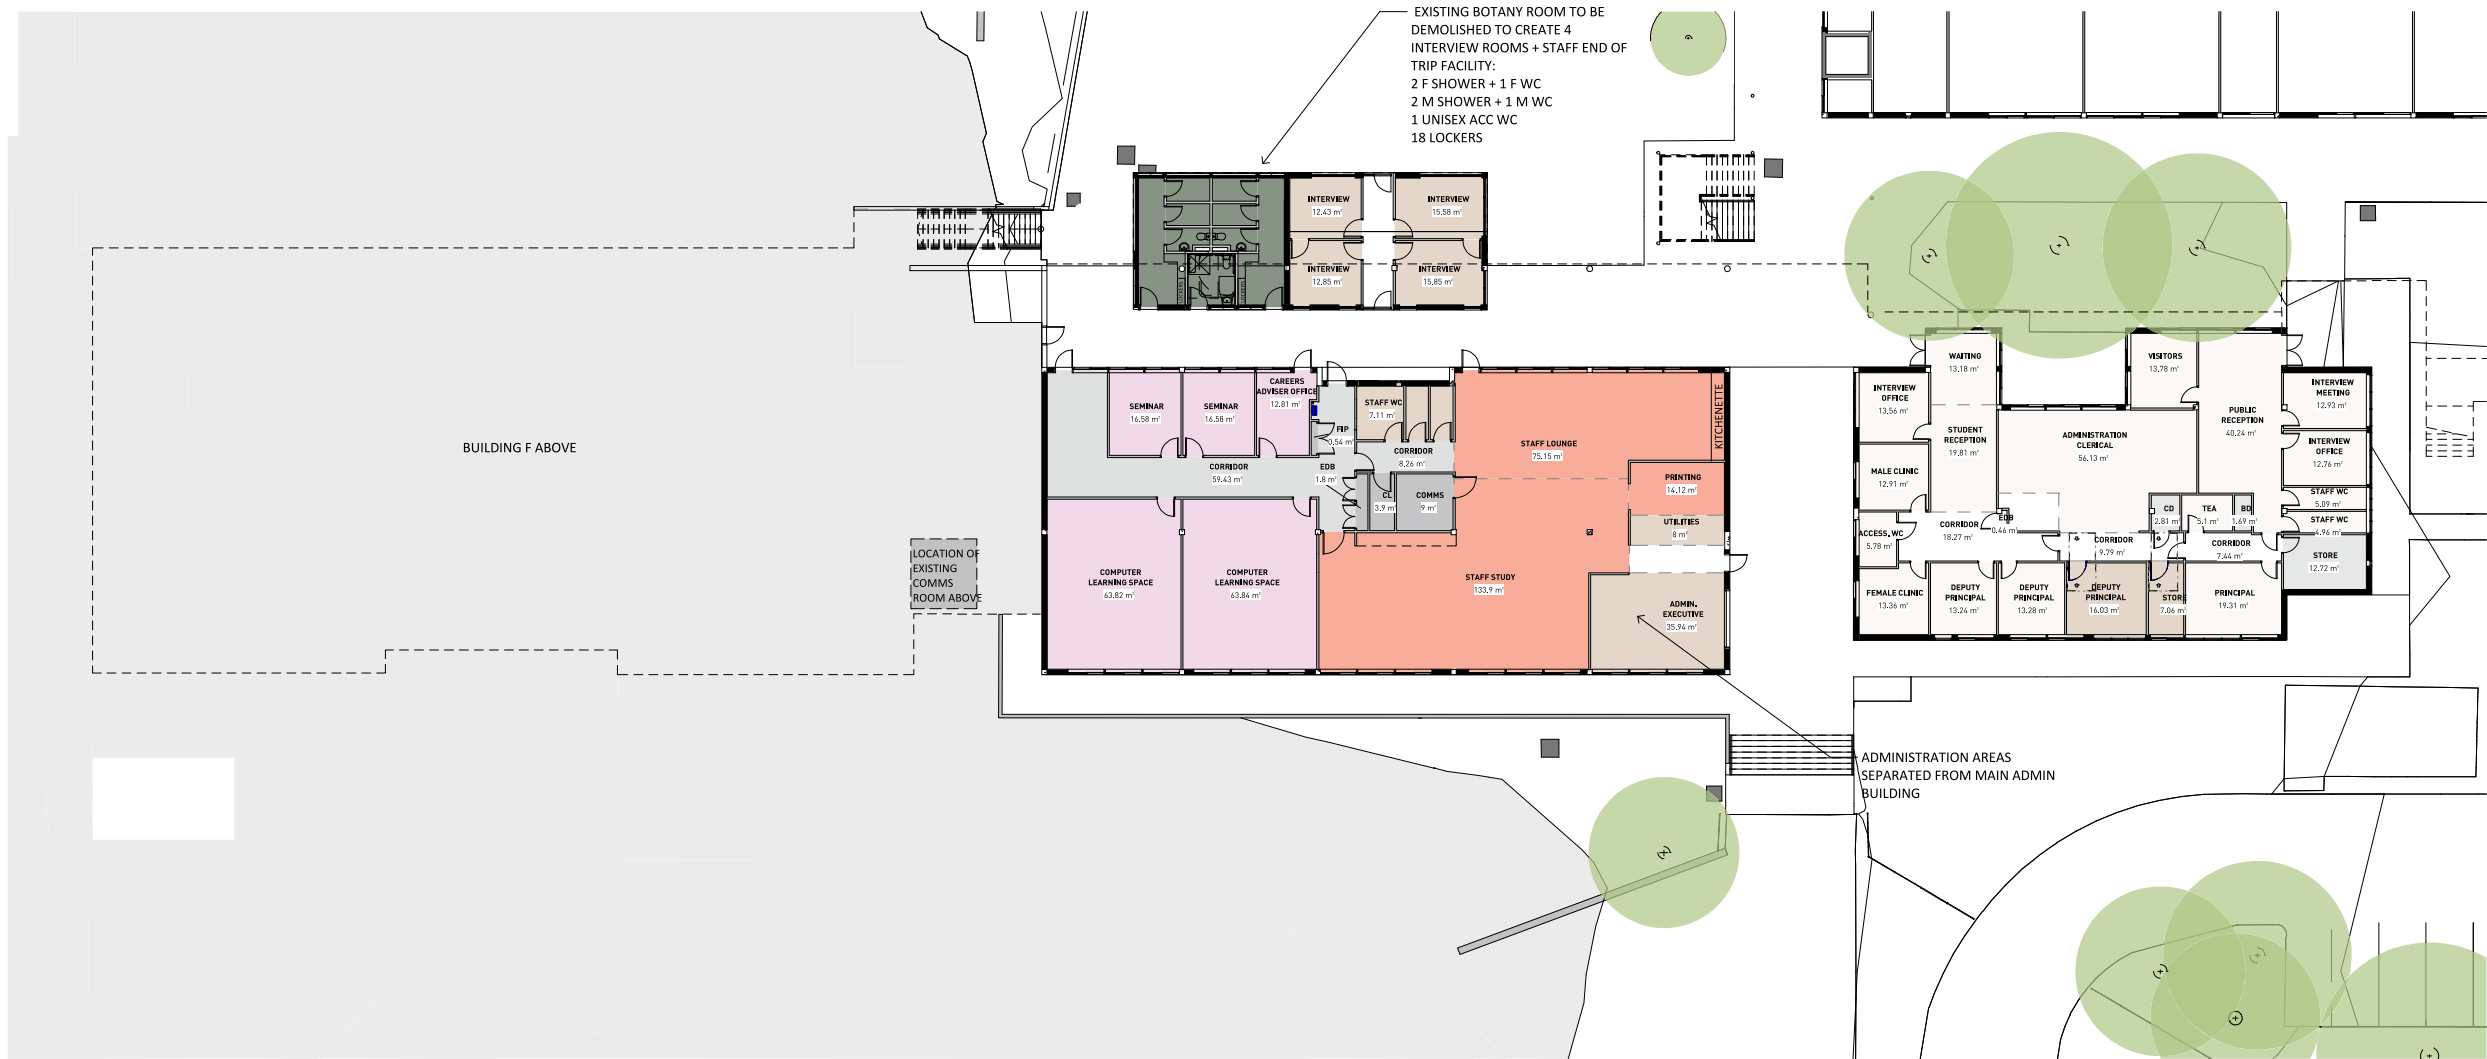 EXISTING BOTANY ROOM TO BE
DEMOLISHED TO CREATE 4
INTERVIEW ROOMS + STAFF END OF
TRIP FACILITY:
2 F SHOWER + 1 F WC
2 M SHOWER + 1 M WC
1 UNISEX ACC WC
18 LOCKERS
INTERVIEW
12.43 m²
INTERVIEW
15.58 m²
INTERVIEW
12.85 m²
INTERVIEW
15.85 m²
LOCKERS
LOCKERS
BUILDING F ABOVE
LOCATION OF
EXISTING
COMMS
ROOM ABOVE
SEMINAR
16.58 m²
SEMINAR
16.58 m²
CAREERS
ADVISER OFFICE
12.81 m²
FIP
0.54 m²
STAFF WC
7.11 m²
CORRIDOR
59.43 m²
EDB
1.8 m²
CORRIDOR
8.26 m²
CL
3.9 m²
COMMS
9 m²
STAFF LOUNGE
75.15 m²
KITCHENETTE
PRINTING
14.12 m²
UTILITIES
8 m²
COMPUTER
LEARNING SPACE
63.82 m²
COMPUTER
LEARNING SPACE
63.84 m²
STAFF STUDY
133.9 m²
ADMIN.
EXECUTIVE
35.94 m²
WAITING
13.18 m²
VISITORS
13.78 m²
INTERVIEW
OFFICE
13.56 m²
STUDENT
RECEPTION
19.81 m²
ADMINISTRATION
CLERICAL
56.13 m²
PUBLIC
RECEPTION
40.24 m²
INTERVIEW
MEETING
12.93 m²
INTERVIEW
OFFICE
12.76 m²
MALE CLINIC
12.91 m²
STAFF WC
5.09 m²
STAFF WC
4.96 m²
ACCESS. WC
5.78 m²
CORRIDOR
18.27 m²
EDB
0.46 m²
CD
2.81 m²
TEA
5.1 m²
BD
1.69 m²
CORRIDOR
9.79 m²
CORRIDOR
7.44 m²
STORE
12.72 m²
FEMALE CLINIC
13.36 m²
DEPUTY
PRINCIPAL
13.24 m²
DEPUTY
PRINCIPAL
13.28 m²
DEPUTY
PRINCIPAL
16.03 m²
STORE
7.06 m²
PRINCIPAL
19.31 m²
ADMINISTRATION AREAS
SEPARATED FROM MAIN ADMIN
BUILDING